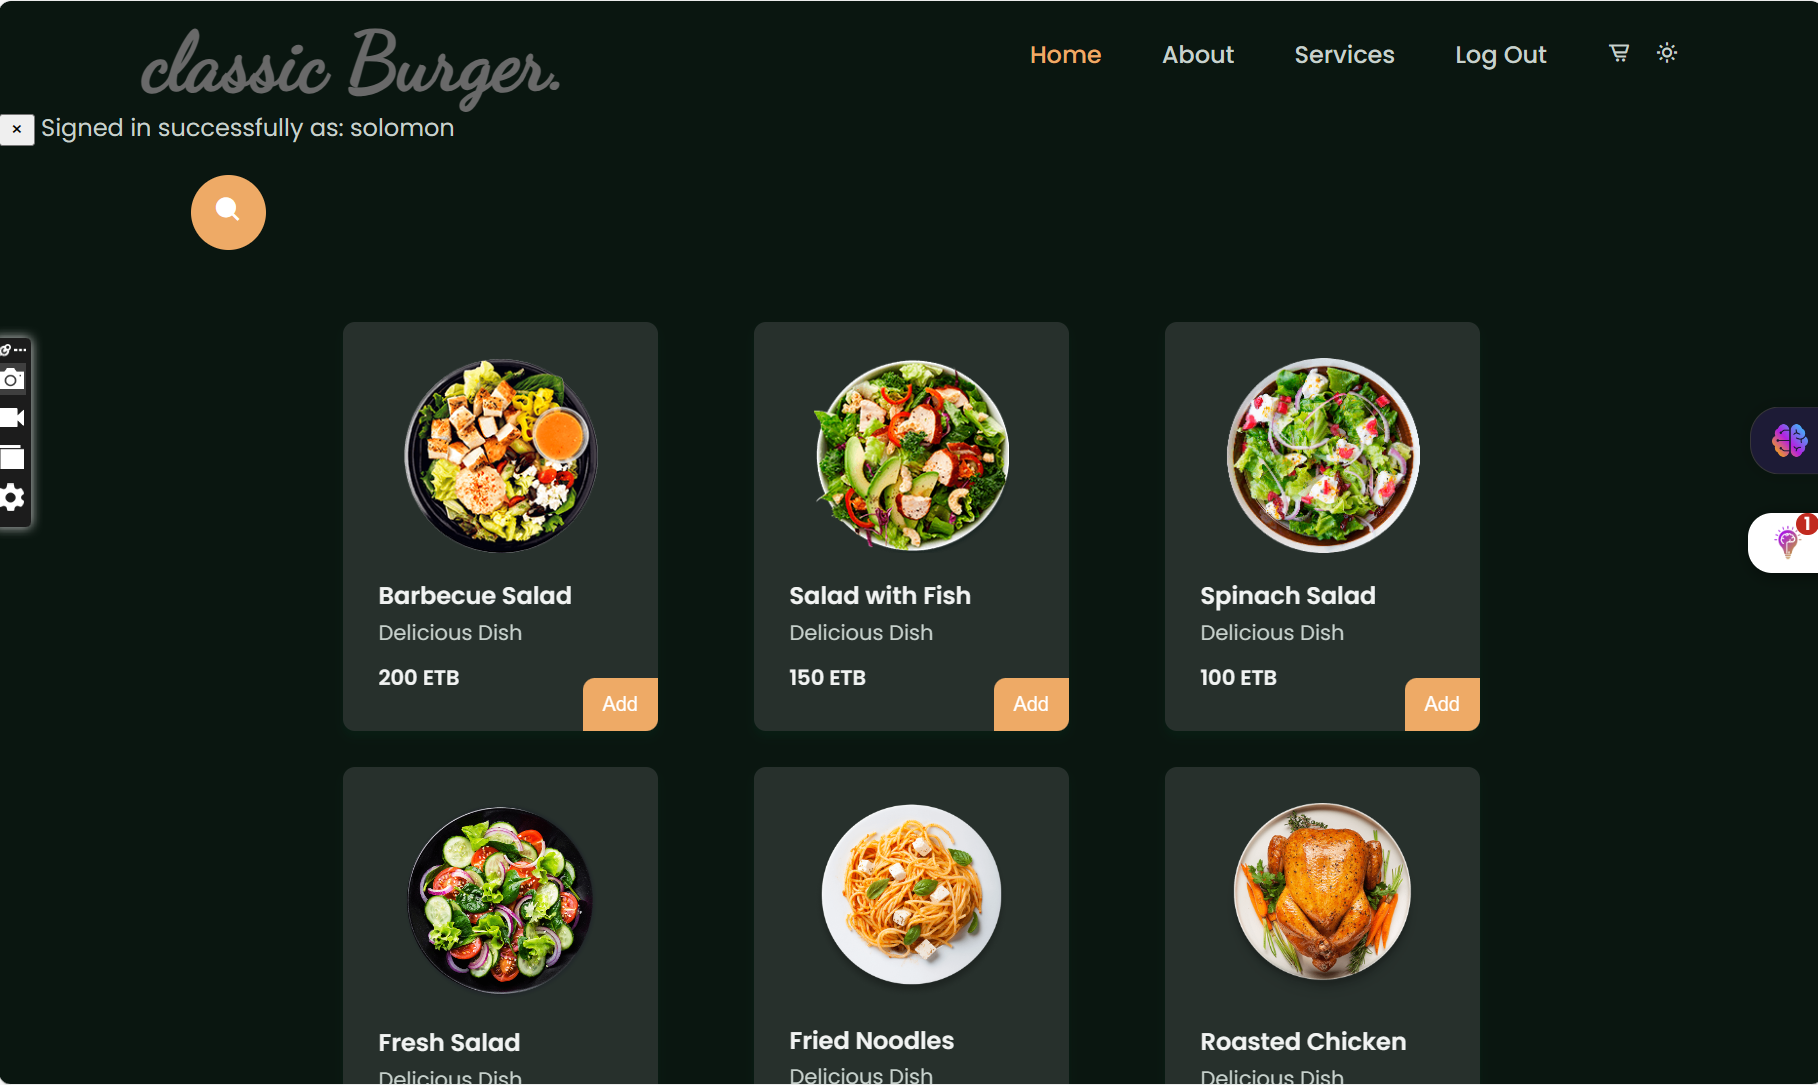 classic Burger.
Home About Services Log Out
× Signed in successfully as: solomon
1
Barbecue Salad
Delicious Dish
200 ETB
Add
Salad with Fish
Delicious Dish
150 ETB
Add
Spinach Salad
Delicious Dish
100 ETB
Add
Fresh Salad
Delicious Dish
Fried Noodles
Delicious Dish
Roasted Chicken
Delicious Dish